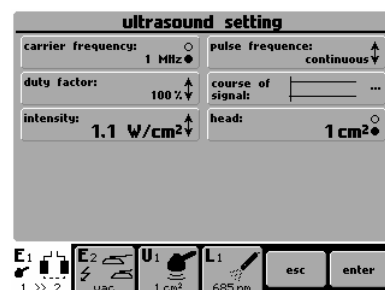 ultrasound setting
carrier frequency:
1 MHz
pulse frequence:
continuous
duty factor:
100 %
course of
signal:
...
intensity:
1.1 W/cm²
head:
1 cm²
E1
1 >> 2
E2
vac
U1
1 cm²
L1
685 nm
esc
enter